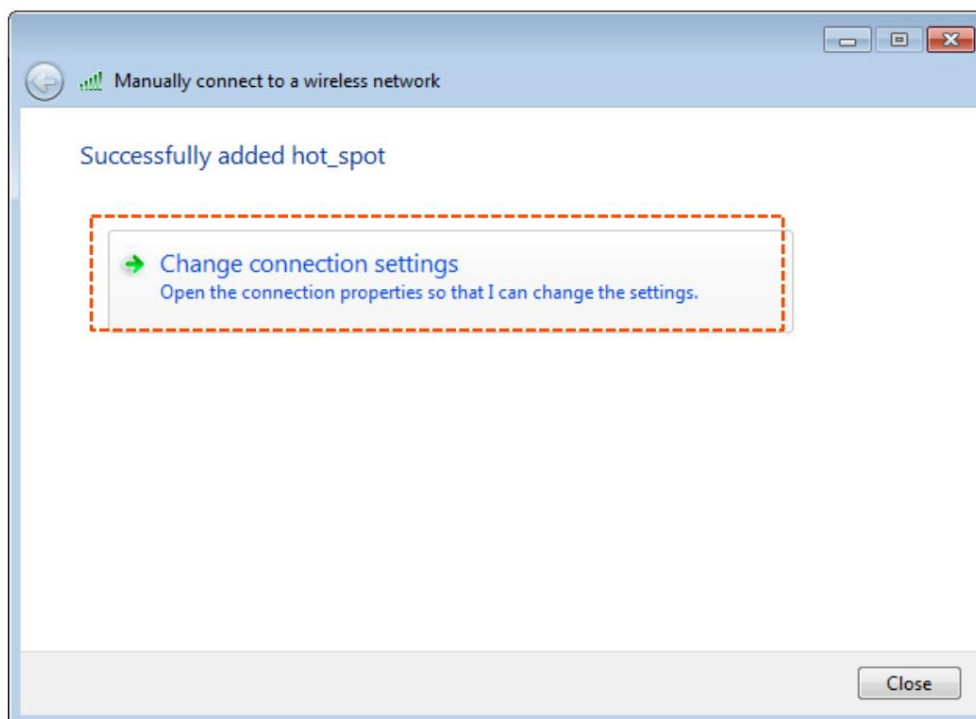 Manually connect to a wireless network
Successfully added hot_spot
Change connection settings
Open the connection properties so that I can change the settings.
Close